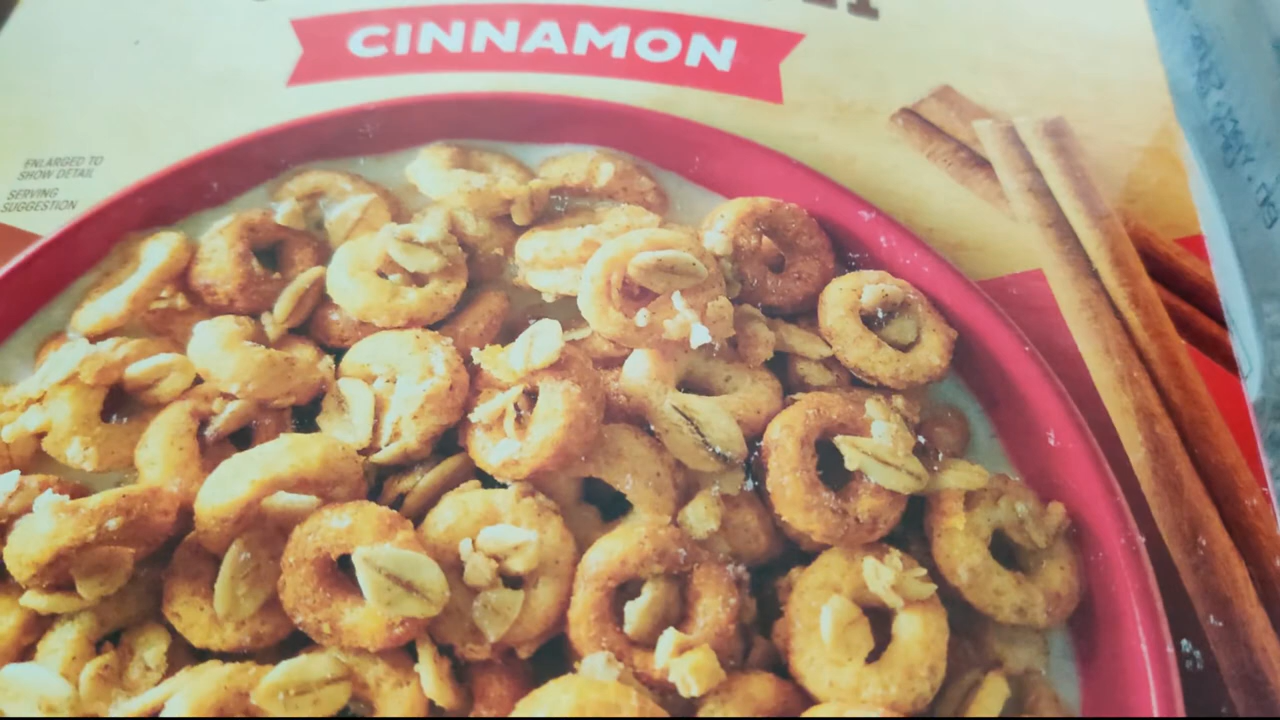 CINNAMON
ENLARGED TO
SHOW DETAIL
SERVING
SUGGESTION